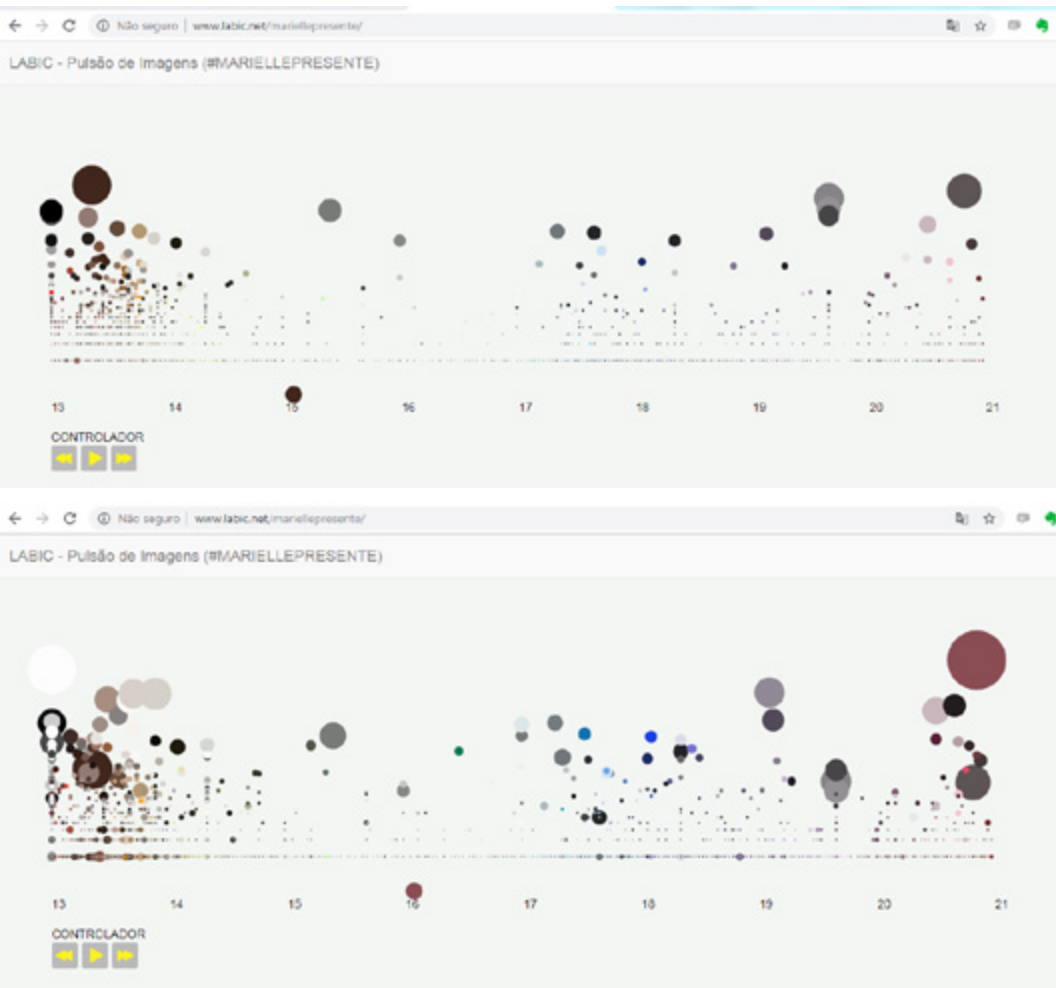 Não seguro | www.labic.net/mariellepresente/
LABIC - Pulsão de Imagens (#MARIELLEPRESENTE)
13 14 15 16 17 18 19 20 21
CONTROLADOR
Não seguro | www.labic.net/mariellepresente/
LABIC - Pulsão de Imagens (#MARIELLEPRESENTE)
13 14 15 16 17 18 19 20 21
CONTROLADOR